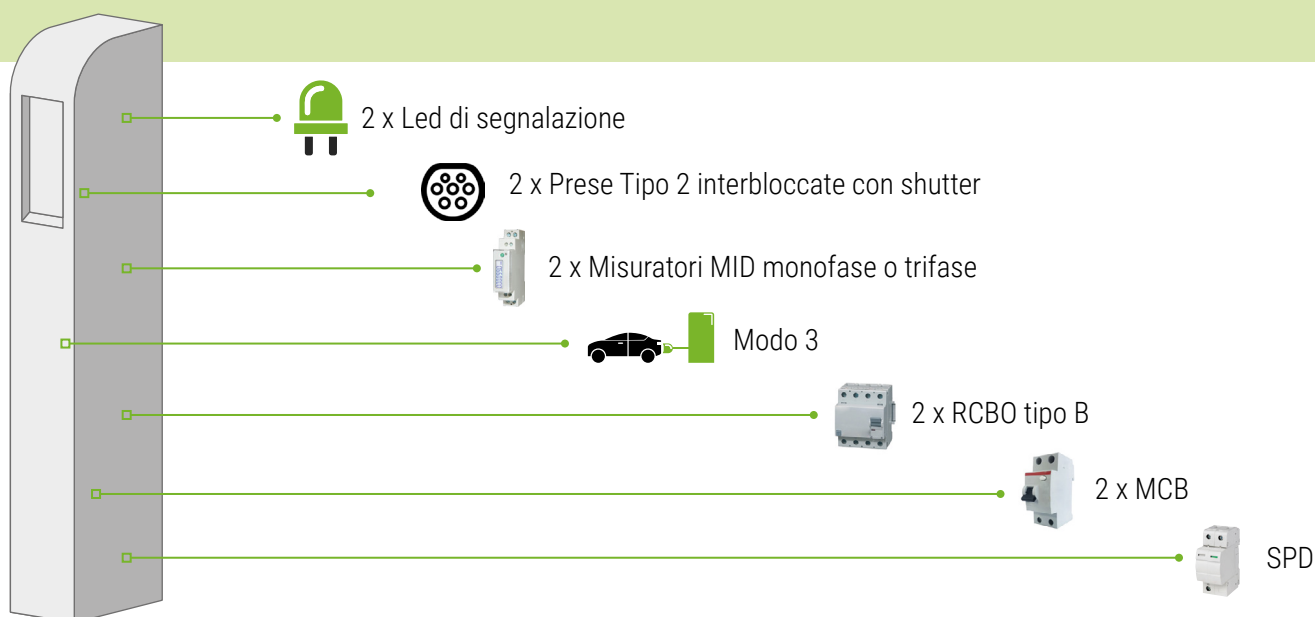 2 x Led di segnalazione
2 x Prese Tipo 2 interbloccate con shutter
2 x Misuratori MID monofase o trifase
Modo 3
2 x RCBO tipo B
2 x MCB
SPD